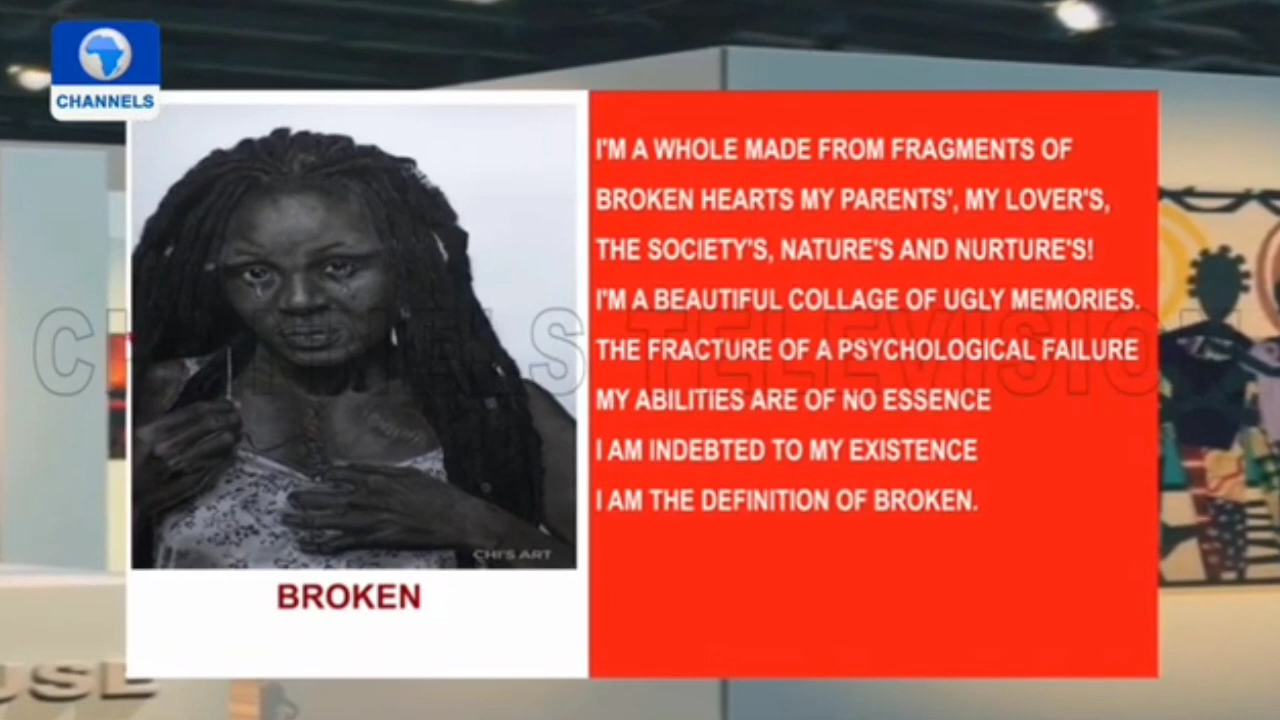 CHANNELS
I'M A WHOLE MADE FROM FRAGMENTS OF
BROKEN HEARTS MY PARENTS', MY LOVER'S,
THE SOCIETY'S, NATURE'S AND NURTURE'S!
I'M A BEAUTIFUL COLLAGE OF UGLY MEMORIES.
THE FRACTURE OF A PSYCHOLOGICAL FAILURE
MY ABILITIES ARE OF NO ESSENCE
I AM INDEBTED TO MY EXISTENCE
I AM THE DEFINITION OF BROKEN.
CHANNELS TELEVISION
CHI'S ART
BROKEN